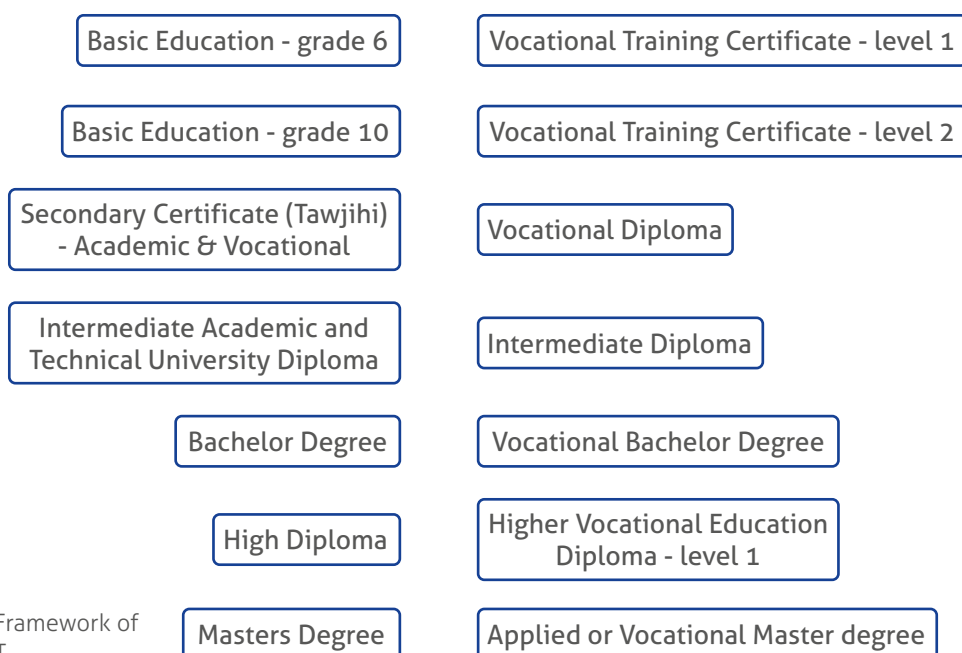 Basic Education - grade 6
Vocational Training Certificate - level 1
Basic Education - grade 10
Vocational Training Certificate - level 2
Secondary Certificate (Tawjihi)
- Academic & Vocational
Vocational Diploma
Intermediate Academic and
Technical University Diploma
Intermediate Diploma
Bachelor Degree
Vocational Bachelor Degree
High Diploma
Higher Vocational Education
Diploma - level 1
Framework of
Masters Degree
Applied or Vocational Master degree